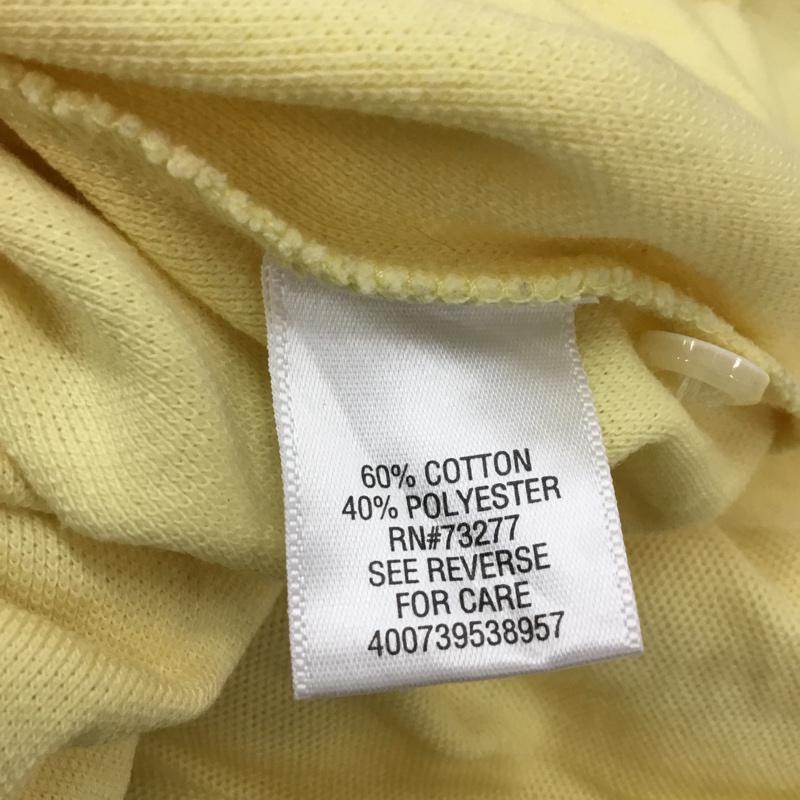 60% COTTON
40% POLYESTER
RN#73277
SEE REVERSE
FOR CARE
400739538957